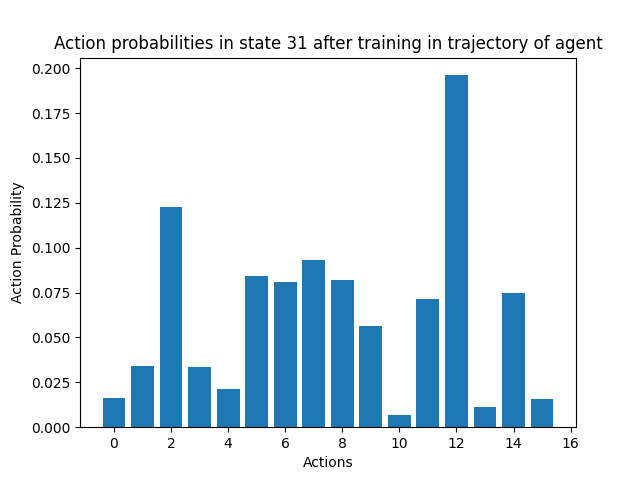 Action probabilities in state 31 after training in trajectory of agent
0.200
0.175
0.150
0.125
0.100
0.075
0.050
0.025
0.000
Action Probability
0 2 4 6 8 10 12 14 16
Actions